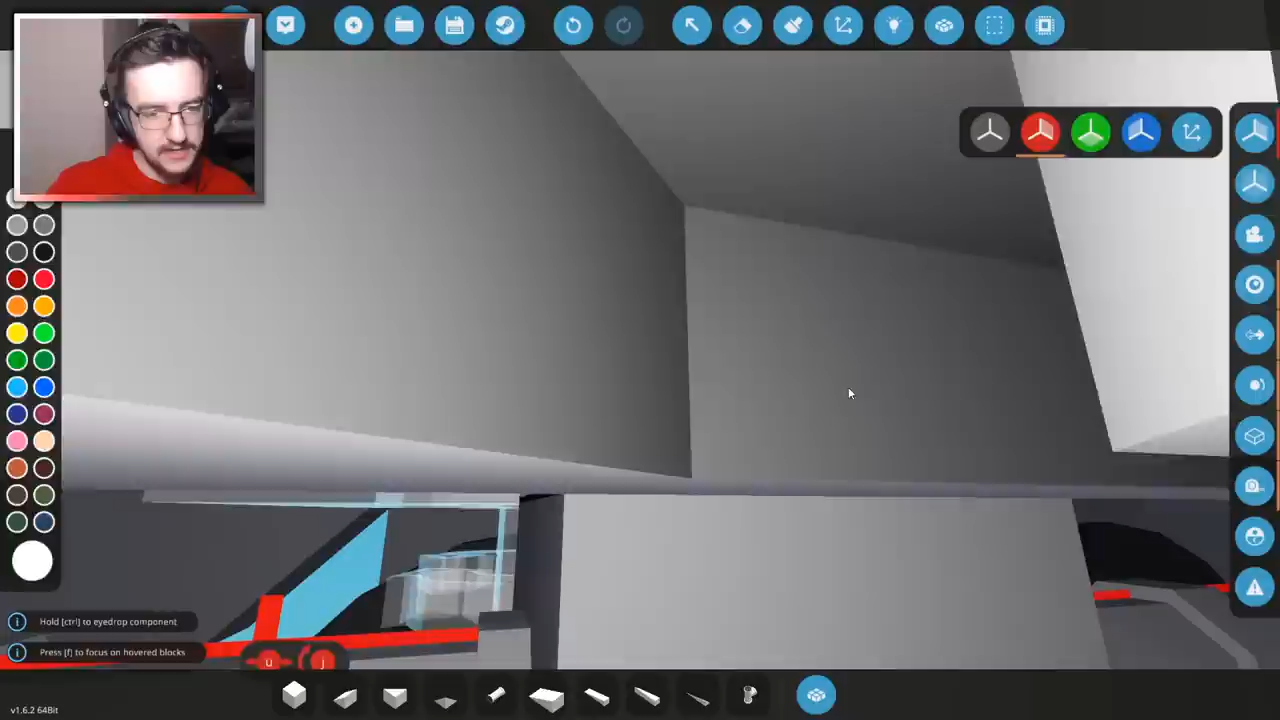 Hold [ctrl] to eyedrop component
Press [f] to focus on hovered blocks
u
j
v1.6.2 64Bit